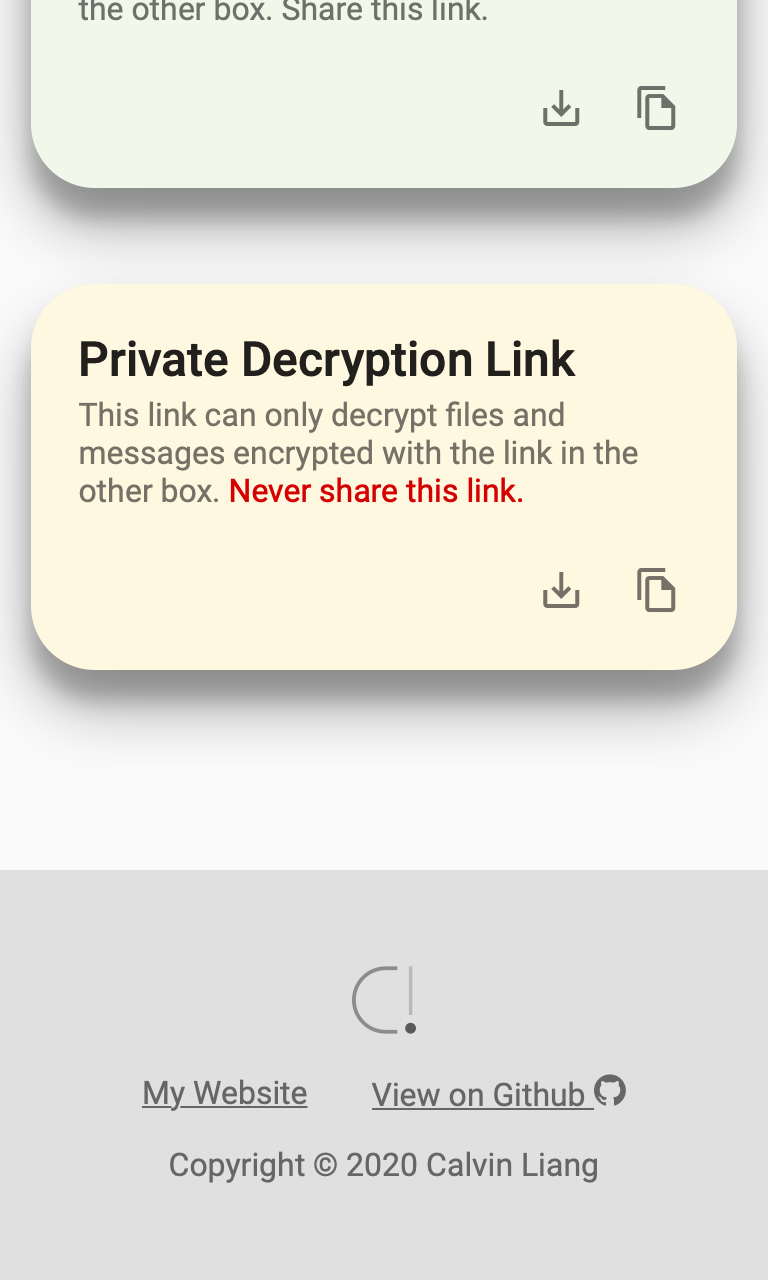 the other box. Share this link.
Private Decryption Link
This link can only decrypt files and
messages encrypted with the link in the
other box. Never share this link.
C!
My Website View on Github
Copyright © 2020 Calvin Liang